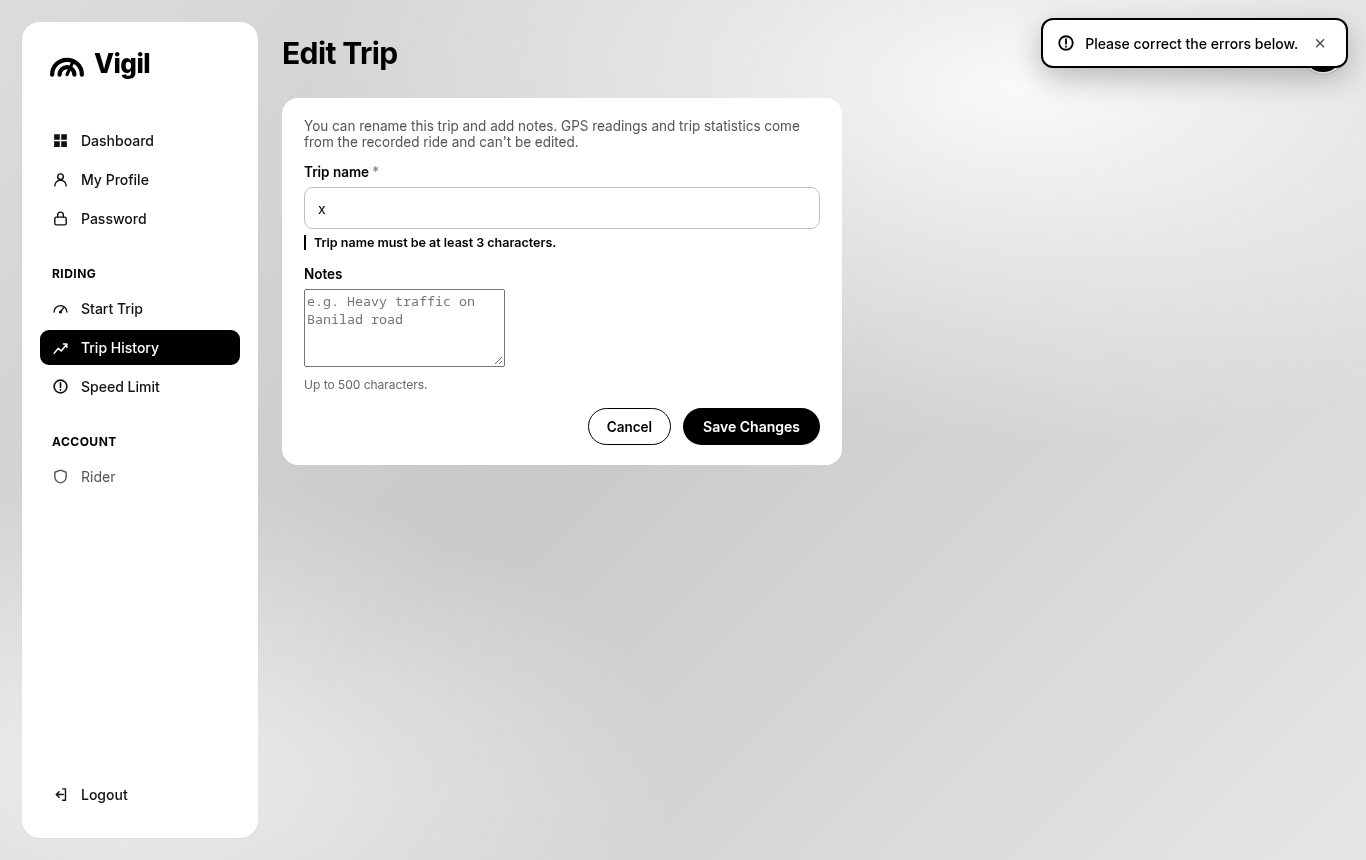 Vigil
Dashboard
My Profile
Password
RIDING
Start Trip
Trip History
Speed Limit
ACCOUNT
Rider
Logout
Edit Trip
Please correct the errors below.
You can rename this trip and add notes. GPS readings and trip statistics come
from the recorded ride and can't be edited.
Trip name *
x
Trip name must be at least 3 characters.
Notes
e.g. Heavy traffic on
Banilad road
Up to 500 characters.
Cancel
Save Changes